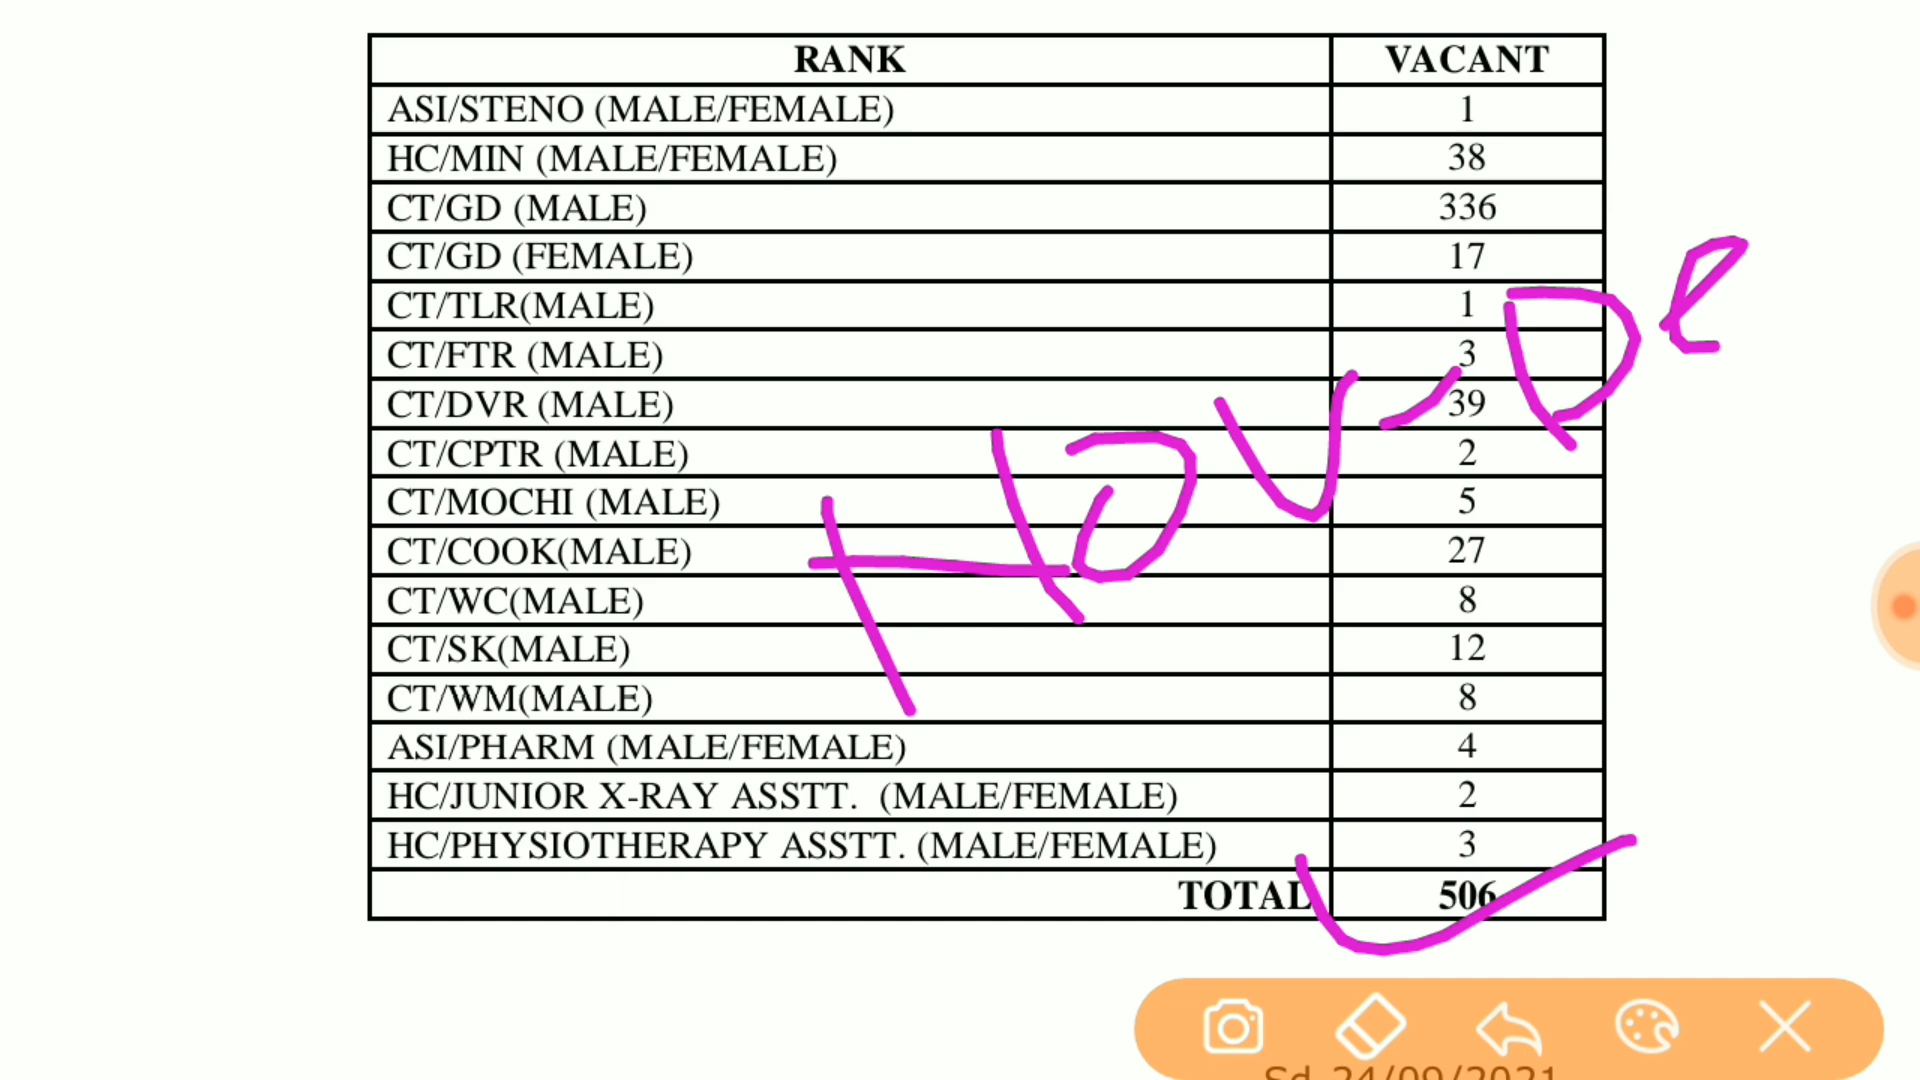 RANK VACANT
ASI/STENO (MALE/FEMALE) 1
HC/MIN (MALE/FEMALE) 38
CT/GD (MALE) 336
CT/GD (FEMALE) 17
CT/TLR(MALE) 1
CT/FTR (MALE) 3
CT/DVR (MALE) 39
CT/CPTR (MALE) 2
CT/MOCHI (MALE) 5
CT/COOK(MALE) 27
CT/WC(MALE) 8
CT/SK(MALE) 12
CT/WM(MALE) 8
ASI/PHARM (MALE/FEMALE) 4
HC/JUNIOR X-RAY ASSTT. (MALE/FEMALE) 2
HC/PHYSIOTHERAPY ASSTT. (MALE/FEMALE) 3
TOTAL 506
Sd-24/09/2021